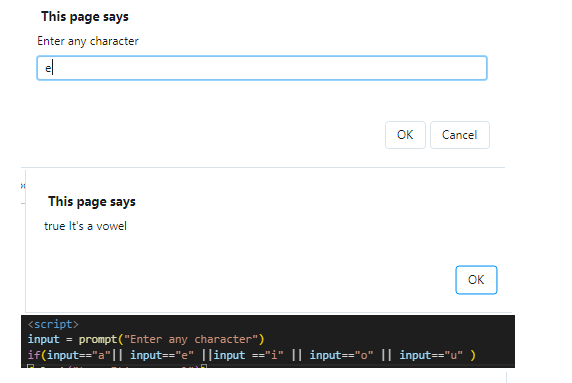 This page says
Enter any character
e
OK Cancel
This page says
true It's a vowel
OK
<script>
input = prompt("Enter any character")
if(input=="a"|| input=="e" ||input =="i" || input=="o" || input=="u" )